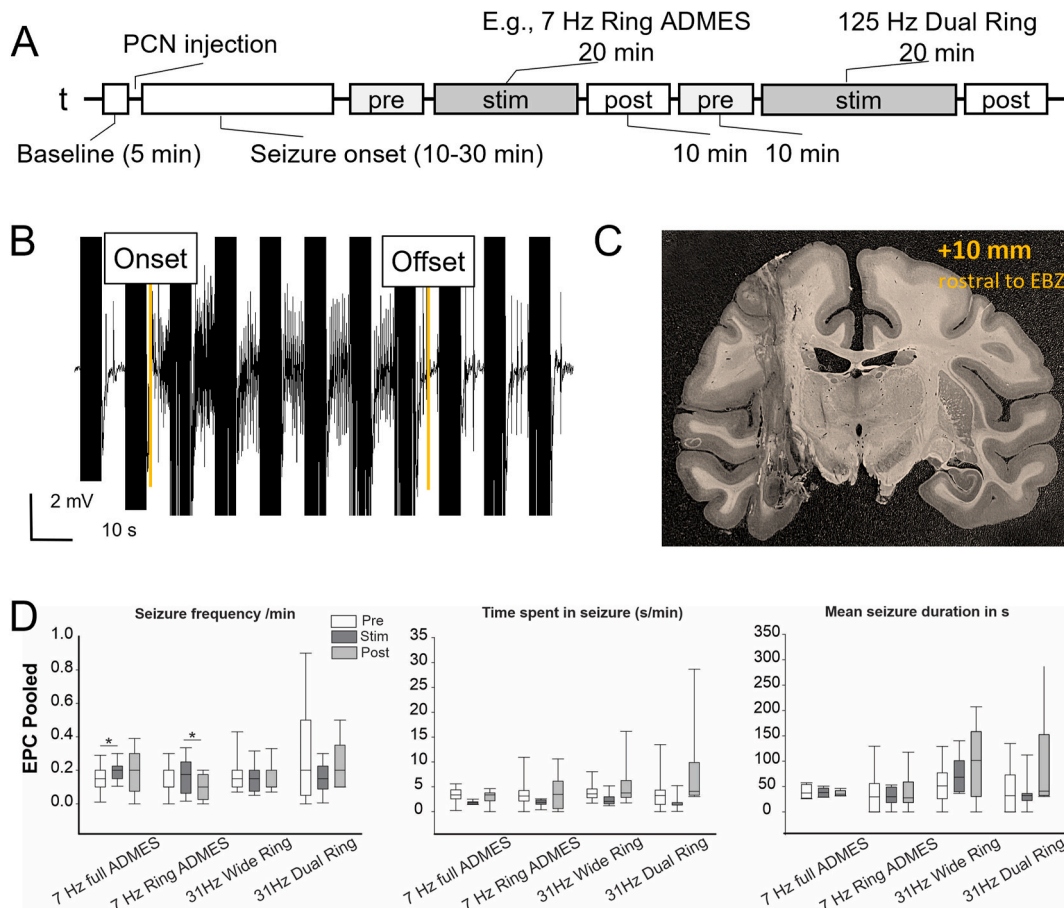 A
PCN injection
E.g., 7 Hz Ring ADMES
20 min
125 Hz Dual Ring
20 min
t
pre
stim
post
pre
stim
post
Baseline (5 min)
Seizure onset (10-30 min)
10 min
10 min
B
Onset
Offset
2 mV
10 s
C
+10 mm
rostral to EBZ
D
Seizure frequency /min
Time spent in seizure (s/min)
Mean seizure duration in s
Pre
Stim
Post
EPC Pooled
1.0
0.8
0.6
0.4
0.2
0.0
*
*
7 Hz full ADMES
7 Hz Ring ADMES
31Hz Wide Ring
31Hz Dual Ring
35
30
25
20
15
10
5
0
7 Hz full ADMES
7 Hz Ring ADMES
31Hz Wide Ring
31Hz Dual Ring
350
300
250
200
150
100
50
0
7 Hz full ADMES
7 Hz Ring ADMES
31Hz Wide Ring
31Hz Dual Ring